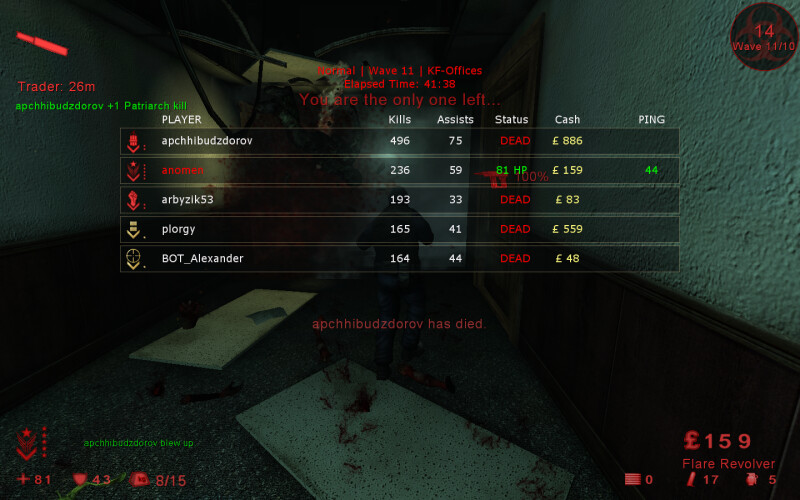 14
Wave 11/10
normal | Wave 11 | KF-Offices
Elapsed Time: 41:38
Trader: 26m
You are the only one left...
apchhibudzdorov +1 Patriarch kill
PLAYER Kills Assists Status Cash PING
apchhibudzdorov 496 75 DEAD £ 886
anomen 236 59 81 HP £ 159 44
100%
arbyzik53 193 33 DEAD £ 83
plorgy 165 41 DEAD £ 559
BOT_Alexander 164 44 DEAD £ 48
apchhibudzdorov has died.
apchhibudzdorov blew up
£159
Flare Revolver
81 43 8/15 0 17 5